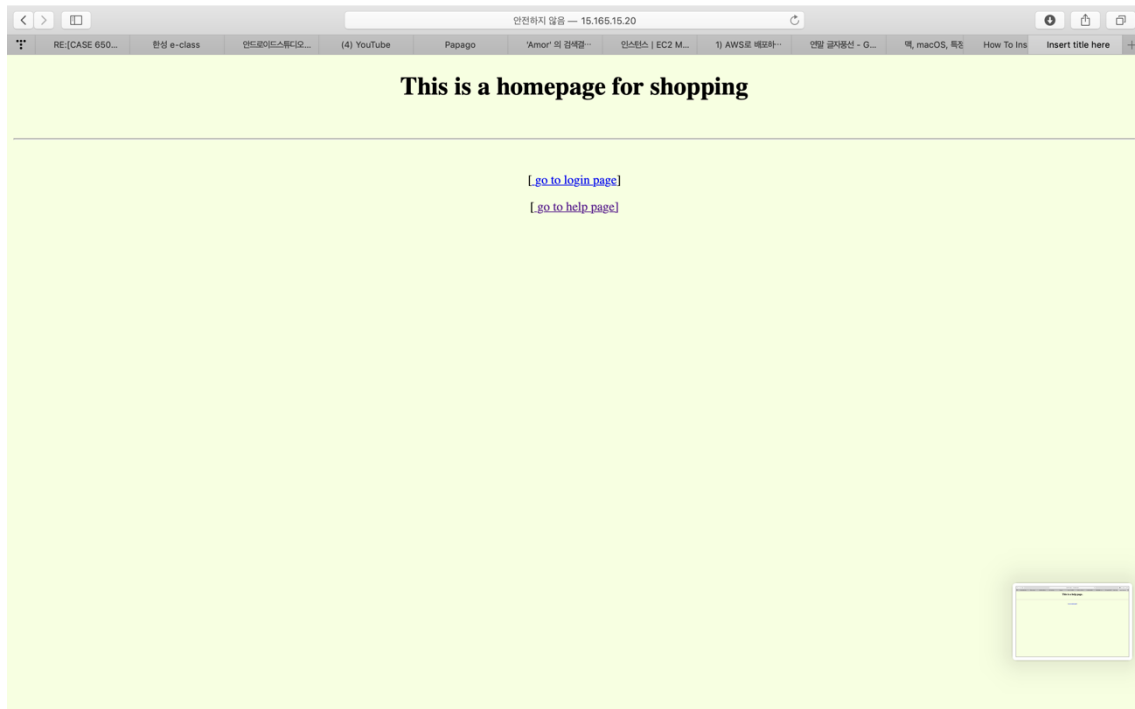 안전하지 않음 — 15.165.15.20
RE:[CASE 650...
한성 e-class
안드로이드스튜디오...
(4) YouTube
Papago
'Amor' 의 검색결...
인스턴스 | EC2 M...
1) AWS로 배포하...
연말 글자풍선 - G...
맥, macOS, 특정
How To Ins
Insert title here
This is a homepage for shopping
[ go to login page]
[ go to help page]